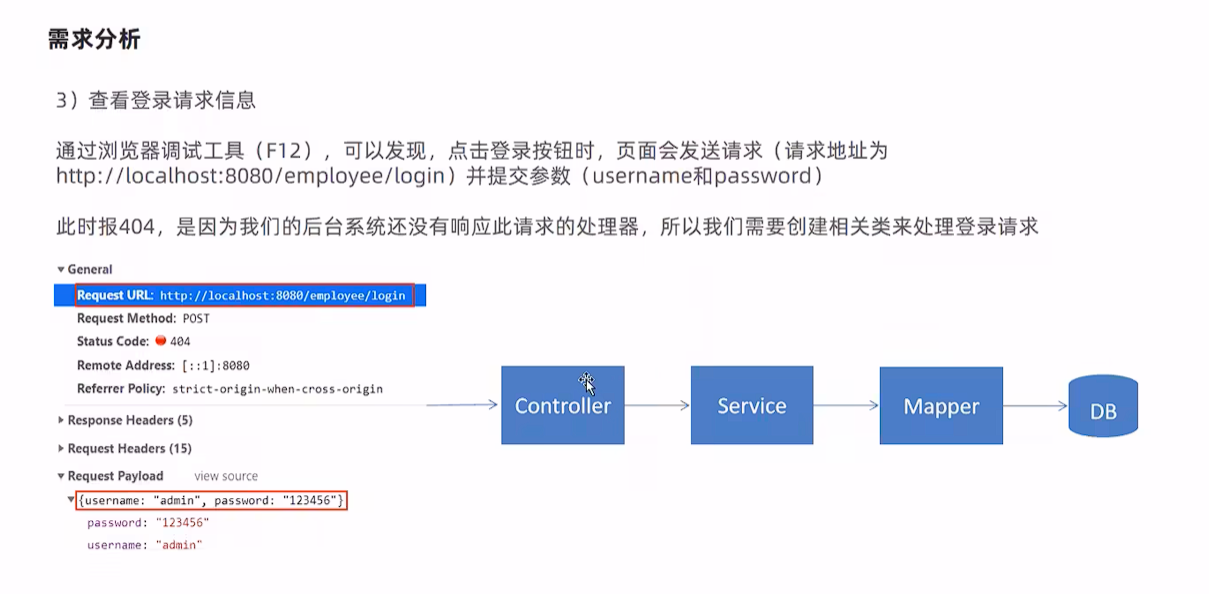 需求分析
3）查看登录请求信息
通过浏览器调试工具（F12），可以发现，点击登录按钮时，页面会发送请求（请求地址为
http://localhost:8080/employee/login）并提交参数（username和password）
此时报404，是因为我们的后台系统还没有响应此请求的处理器，所以我们需要创建相关类来处理登录请求
General
Request URL: http://localhost:8080/employee/login
Request Method: POST
Status Code: 404
Remote Address: [::1]:8080
Referrer Policy: strict-origin-when-cross-origin
Response Headers (5)
Request Headers (15)
Request Payload view source
{username: "admin", password: "123456"}
password: "123456"
username: "admin"
Controller
Service
Mapper
DB